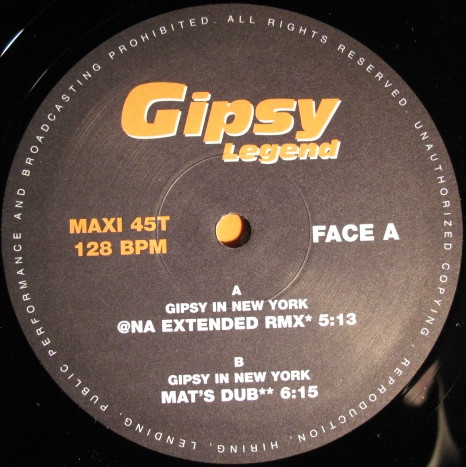 Gipsy
Legend
MAXI 45T
128 BPM
FACE A
A
GIPSY IN NEW YORK
@NA EXTENDED RMX* 5:13
B
GIPSY IN NEW YORK
MAT'S DUB** 6:15
ALL RIGHTS RESERVED. UNAUTHORIZED COPYING - REPRODUCTION, HIRING, LENDING, PUBLIC PERFORMANCE AND BROADCASTING PROHIBITED.